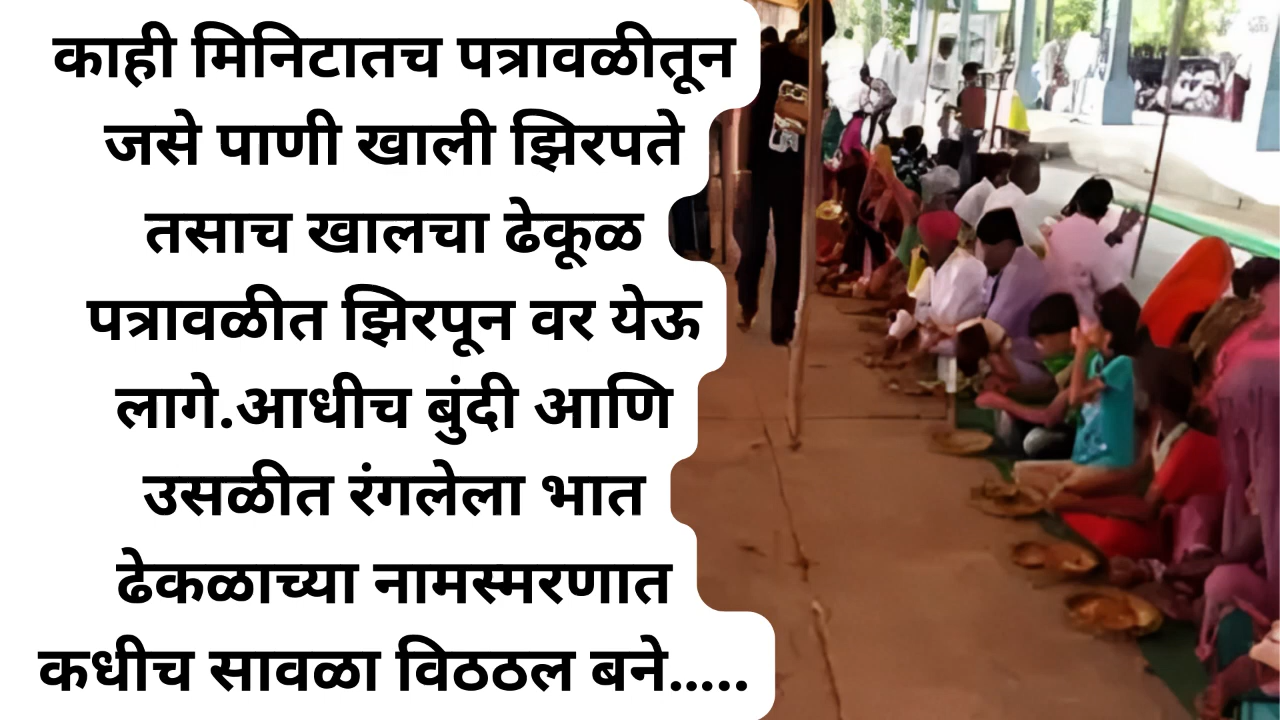 काही मिनिटातच पत्रावळीतून
जसे पाणी खाली झिरपते
तसाच खालचा ढेकूळ
पत्रावळीत झिरपून वर येऊ
लागे.आधीच बुंदी आणि
उसळीत रंगलेला भात
ढेकळाच्या नामस्मरणात
कधीच सावळा विठठल बने.....